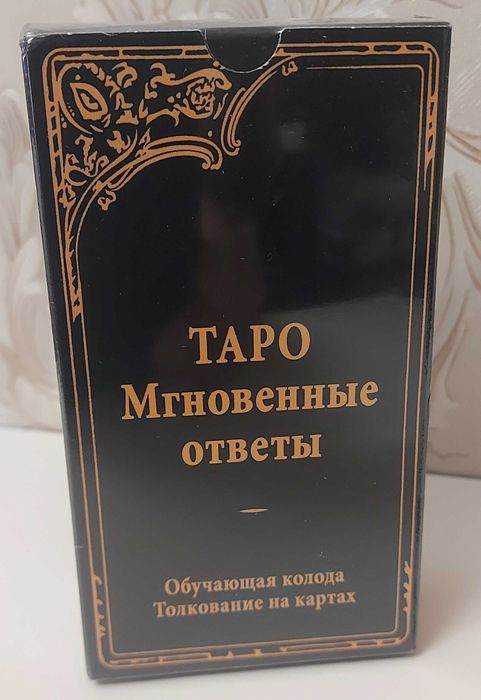 ТАРО
Мгновенные
ответы
Обучающая колода
Толкование на картах